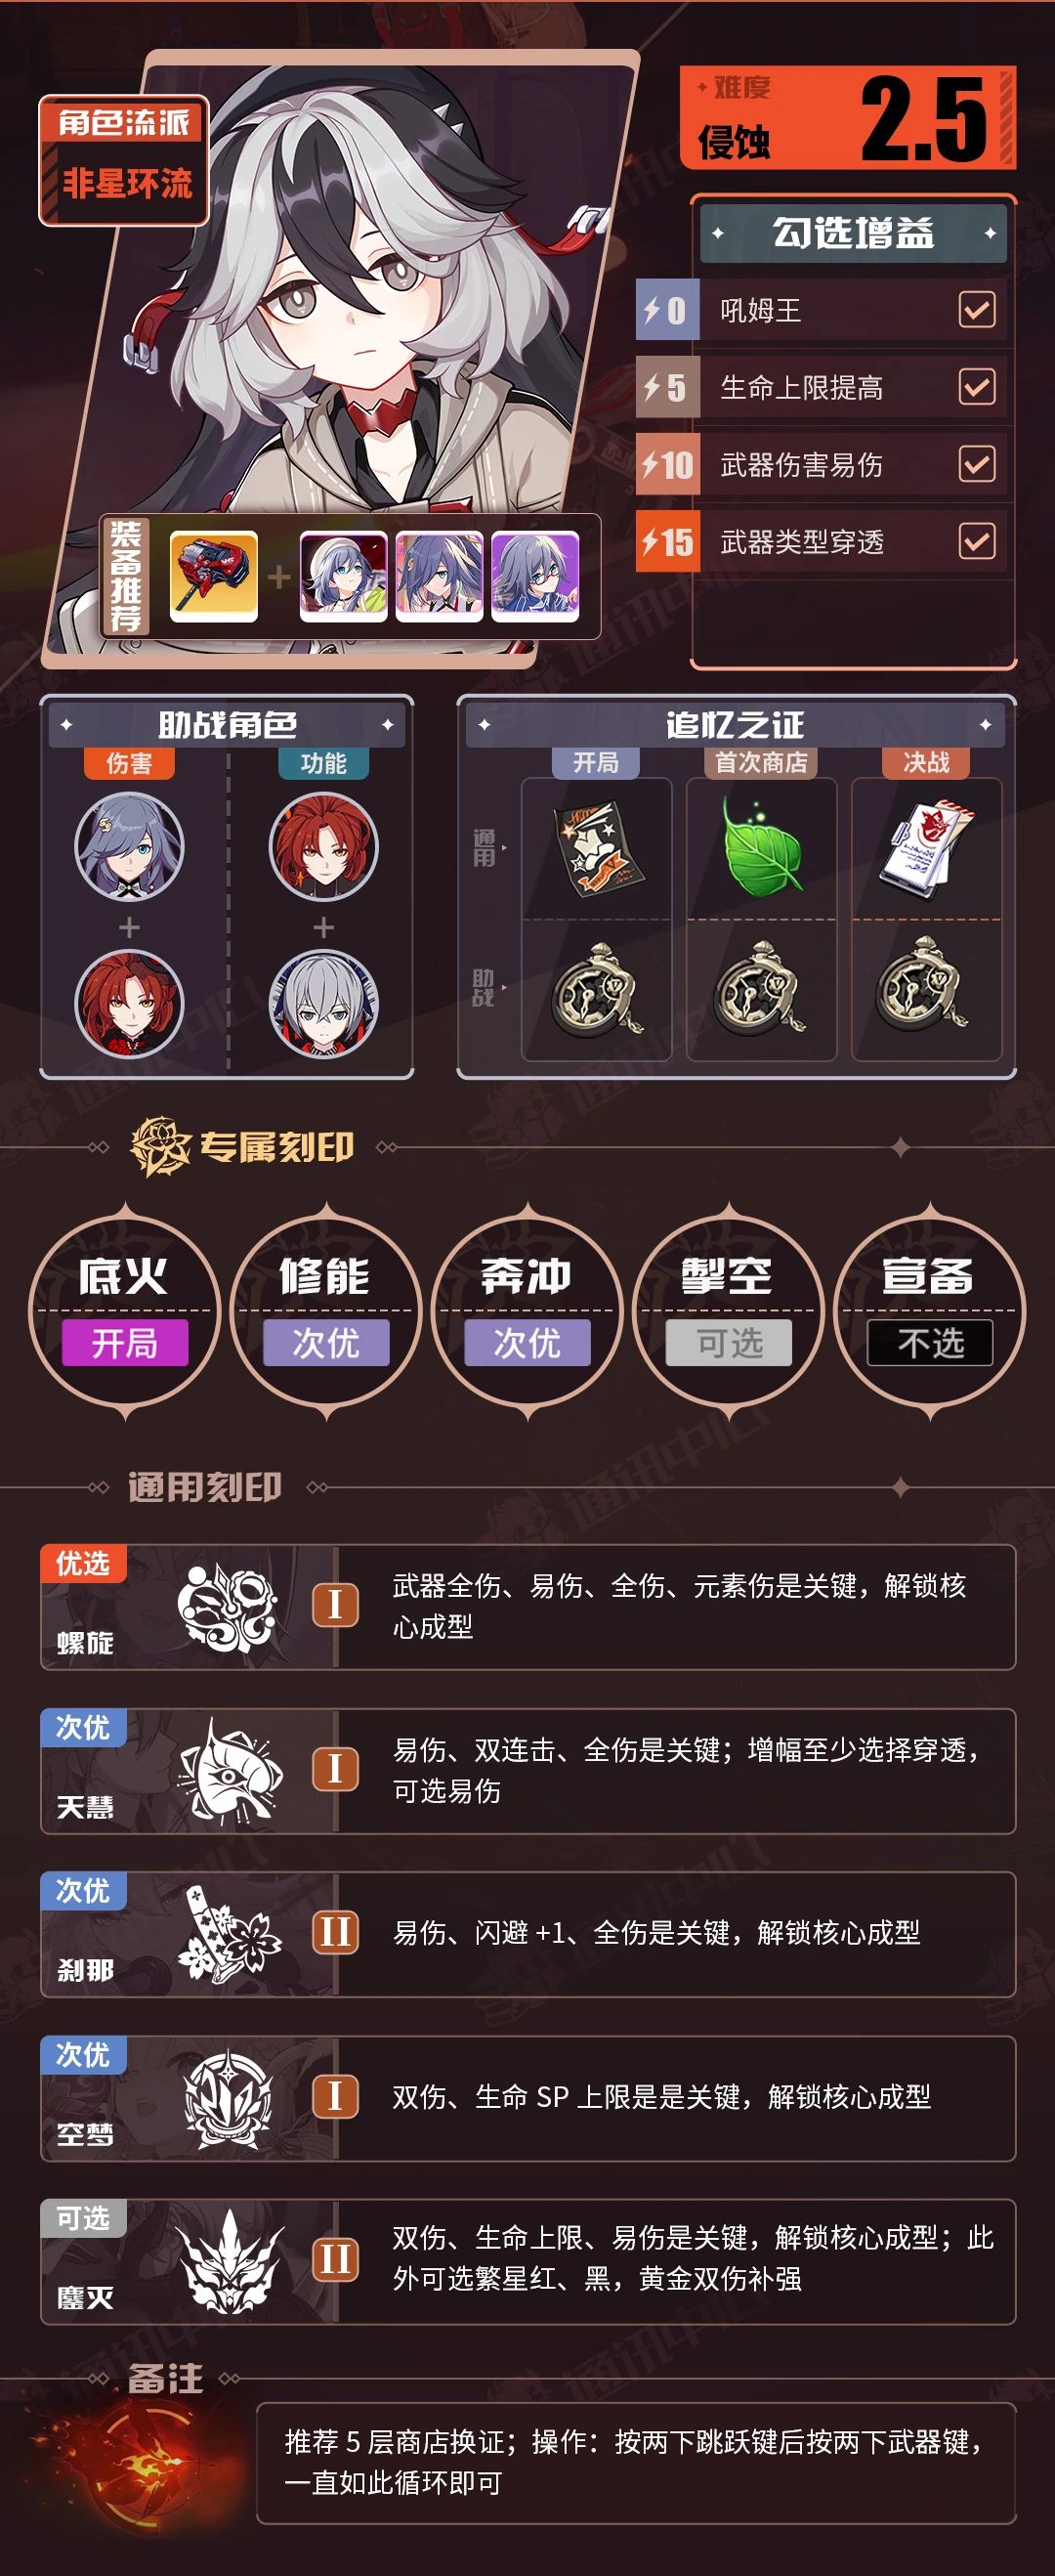 角色流派
非星环流
难度
侵蚀
2.5
勾选增益
0 吼姆王
5 生命上限提高
10 武器伤害易伤
15 武器类型穿透
装备推荐
+
助战角色
伤害 功能
+ +
追忆之证
开局 首次商店 决战
通用
助战
专属刻印
底火 修能 奔冲 掣空 宣备
开局 次优 次优 可选 不选
通用刻印
优选
螺旋
I
武器全伤、易伤、全伤、元素伤是关键，解锁核
心成型
次优
天慧
I
易伤、双连击、全伤是关键；增幅至少选择穿透，
可选易伤
次优
刹那
II
易伤、闪避 +1、全伤是关键，解锁核心成型
次优
空梦
I
双伤、生命 SP 上限是是关键，解锁核心成型
可选
鏖灭
II
双伤、生命上限、易伤是关键，解锁核心成型；此
外可选繁星红、黑，黄金双伤补强
备注
推荐 5 层商店换证；操作：按两下跳跃键后按两下武器键，
一直如此循环即可